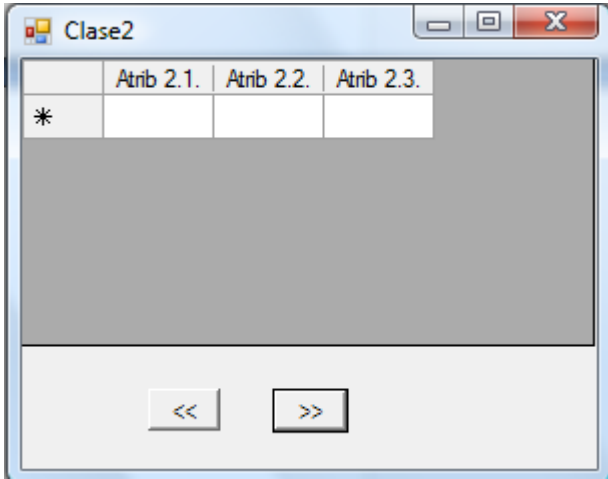 Clase2
Atrib 2.1. Atrib 2.2. Atrib 2.3.
<< >>